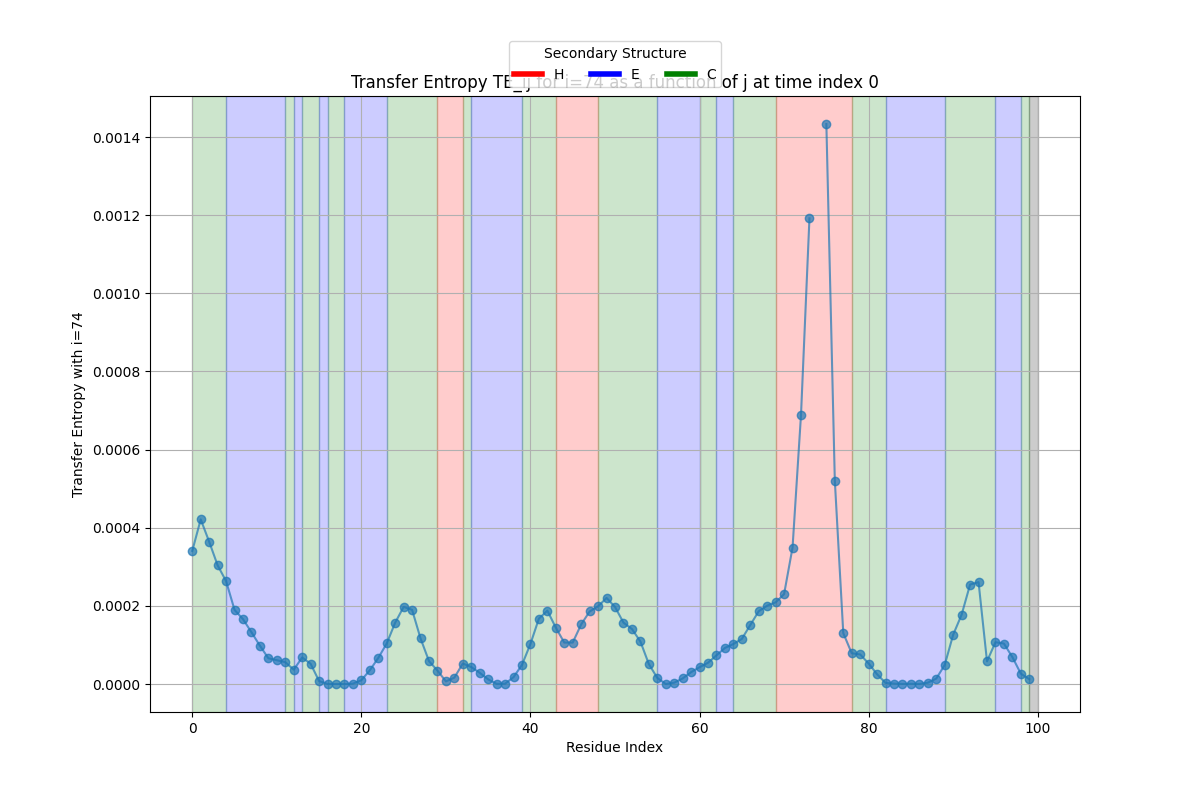 Secondary Structure
H E C
Transfer Entropy TE_ij for i=74 as a function of j at time index 0
Transfer Entropy with i=74
0.0014
0.0012
0.0010
0.0008
0.0006
0.0004
0.0002
0.0000
0 20 40 60 80 100
Residue Index